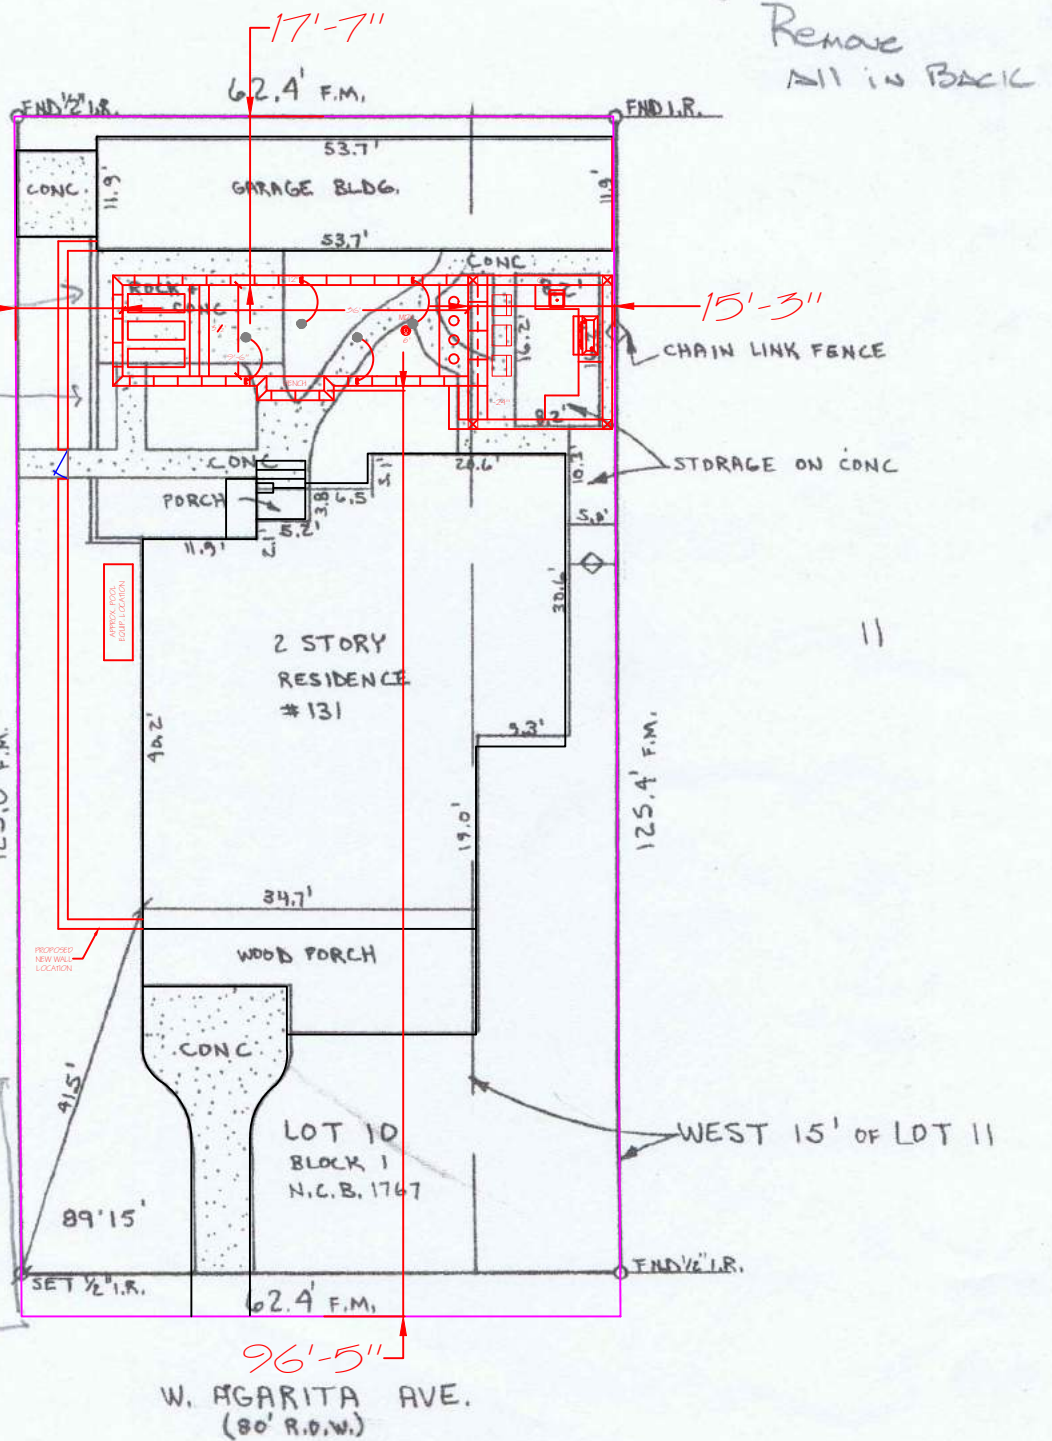 17'-7"
Remove
All in BACK
62.4' F.M.
FND 1/2" I.R.
FND I.R.
53.7'
CONC.
11.9'
GARAGE BLDG.
11.9'
53.7'
CONC.
ROCK &
CONC
8.2'
15'-3"
16.2'
CHAIN LINK FENCE
BENCH
8.2'
CONC
20.6'
10.3'
STORAGE ON CONC
PORCH
3.8'
6.5
5.1'
5.2'
2.1'
11.9'
5.0'
APPROX. POOL
EQUIP. LOCATION
30.6'
2 STORY
RESIDENCE
#131
11
9.3'
40.2'
125.4' F.M.
19.0'
34.7'
PROPOSED
NEW WALL
LOCATION
WOOD PORCH
CONC.
41.5'
LOT 10
BLOCK 1
N.C.B. 1767
WEST 15' OF LOT 11
89'15'
SET 1/2" I.R.
FND 1/2" I.R.
62.4' F.M.
96'-5"
W. AGARITA AVE.
(80' R.O.W.)